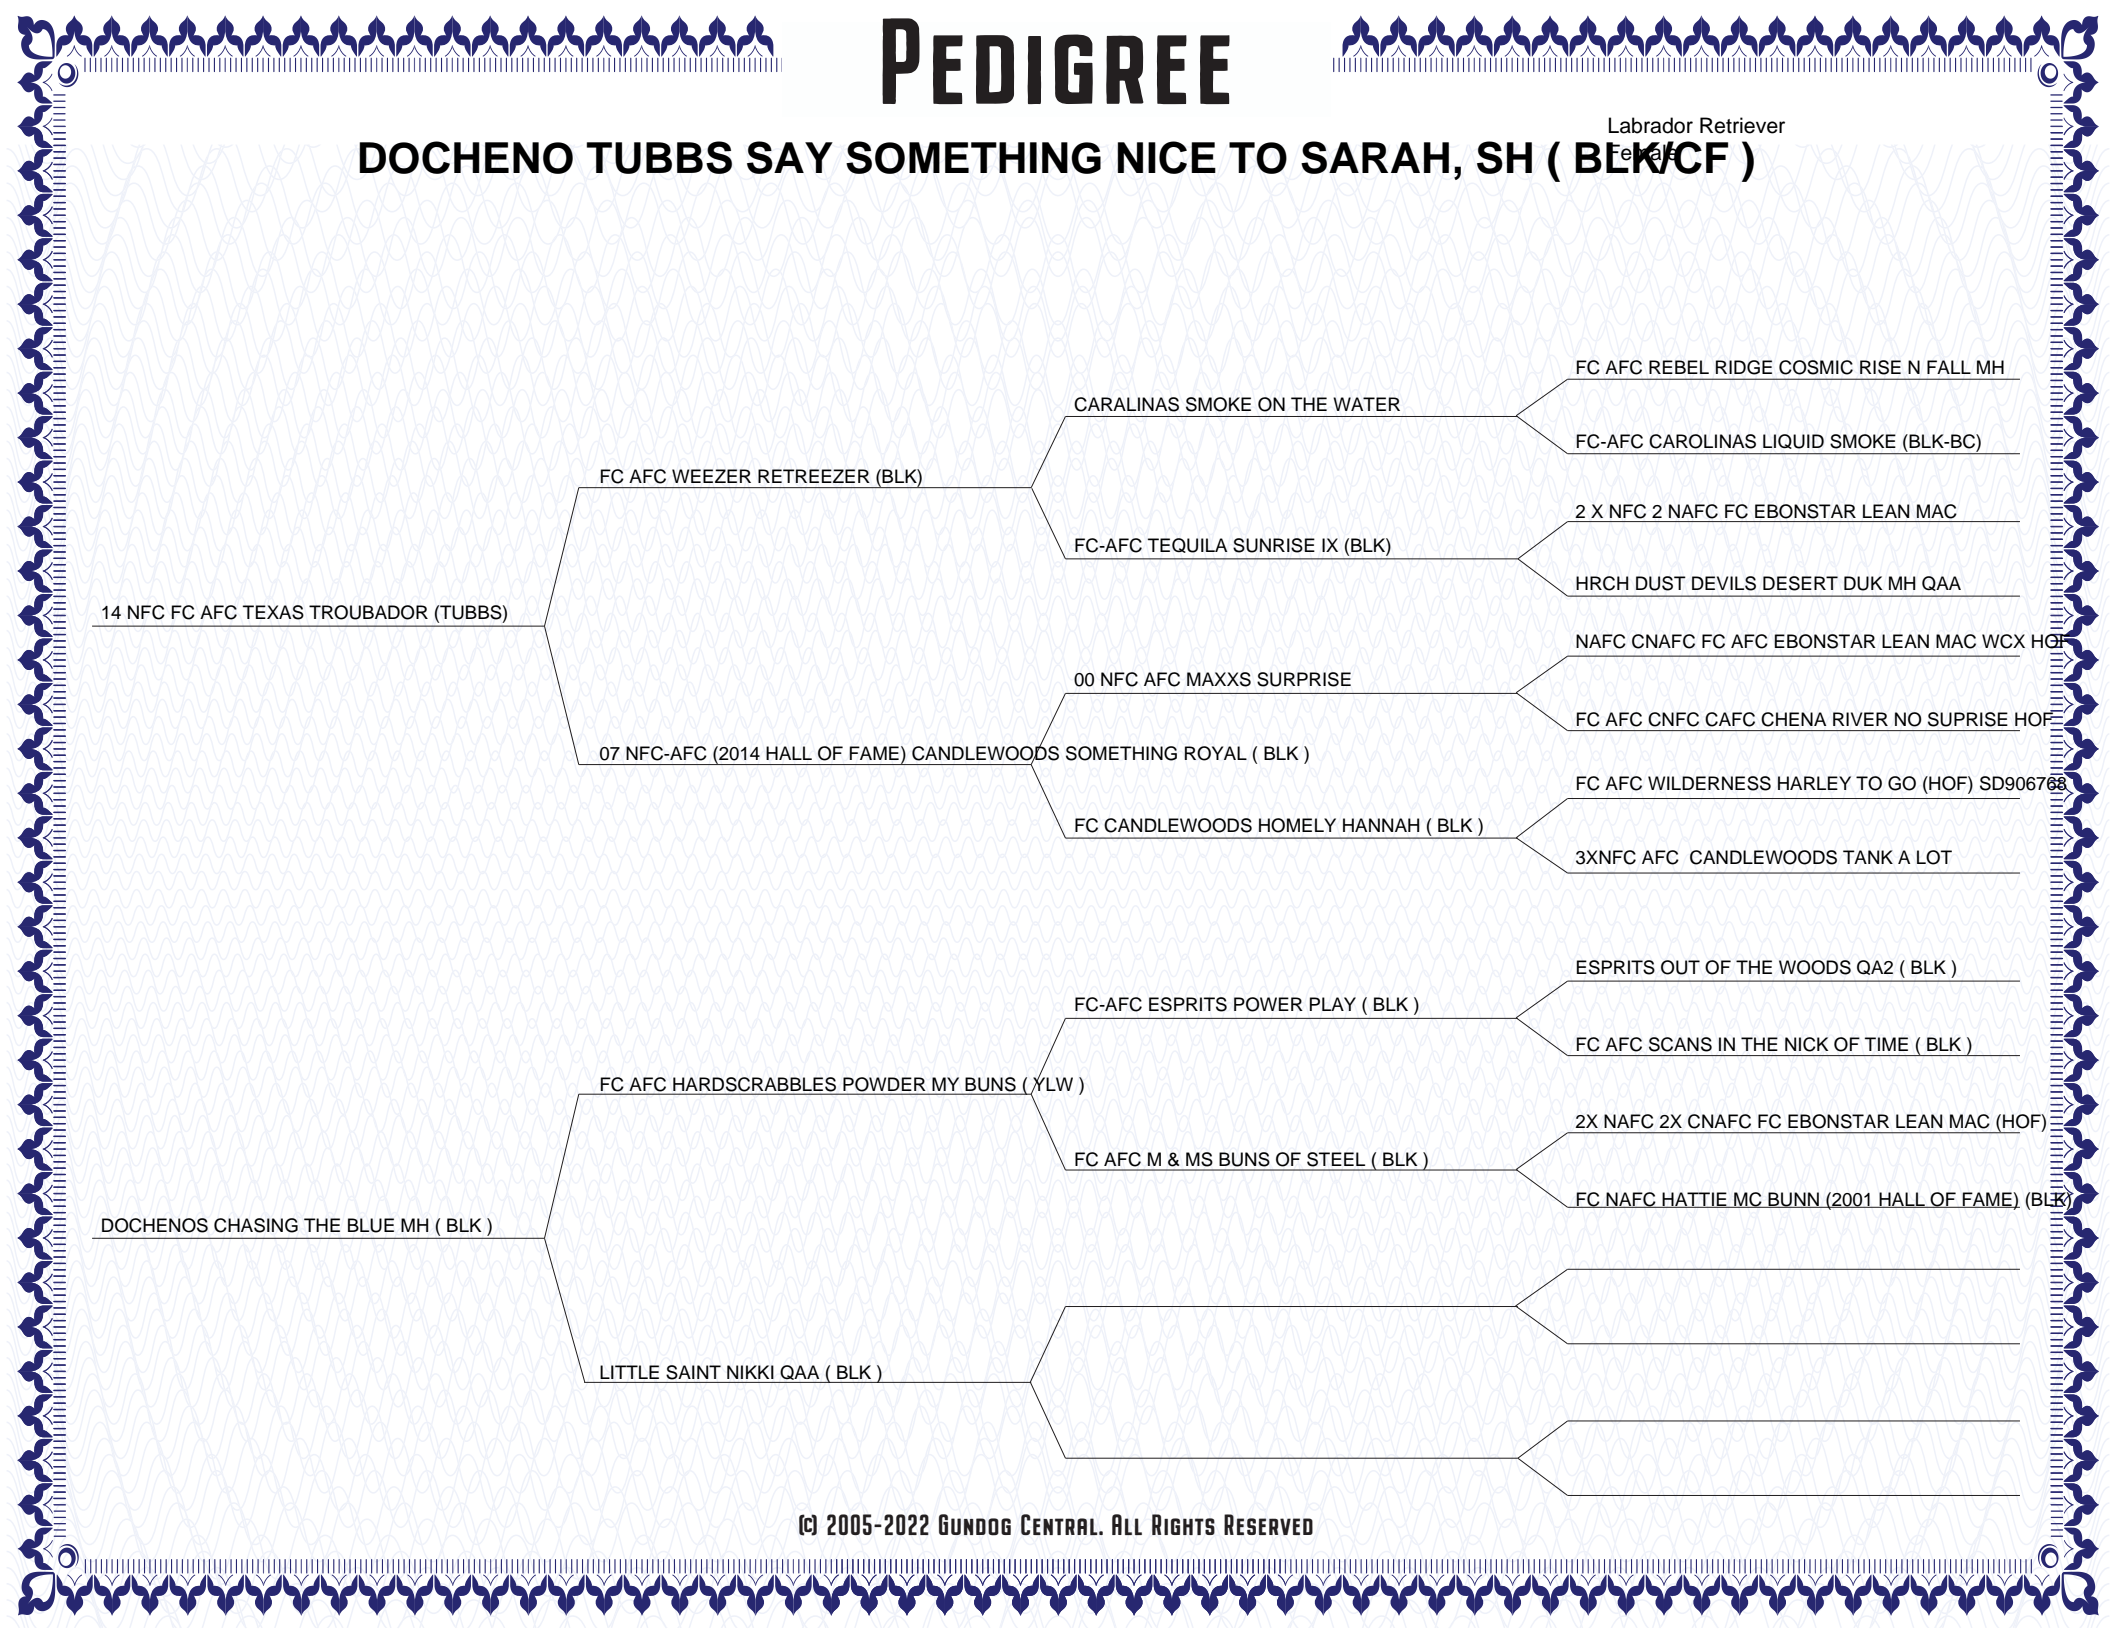 PEDIGREE
Labrador Retriever
Female
DOCHENO TUBBS SAY SOMETHING NICE TO SARAH, SH ( BLK/CF )
FC AFC REBEL RIDGE COSMIC RISE N FALL MH
CARALINAS SMOKE ON THE WATER
FC-AFC CAROLINAS LIQUID SMOKE (BLK-BC)
FC AFC WEEZER RETREEZER (BLK)
2 X NFC 2 NAFC FC EBONSTAR LEAN MAC
FC-AFC TEQUILA SUNRISE IX (BLK)
HRCH DUST DEVILS DESERT DUK MH QAA
14 NFC FC AFC TEXAS TROUBADOR (TUBBS)
NAFC CNAFC FC AFC EBONSTAR LEAN MAC WCX HOF
00 NFC AFC MAXXS SURPRISE
FC AFC CNFC CAFC CHENA RIVER NO SUPRISE HOF
07 NFC-AFC (2014 HALL OF FAME) CANDLEWOODS SOMETHING ROYAL ( BLK )
FC AFC WILDERNESS HARLEY TO GO (HOF) SD906768
FC CANDLEWOODS HOMELY HANNAH ( BLK )
3XNFC AFC  CANDLEWOODS TANK A LOT
ESPRITS OUT OF THE WOODS QA2 ( BLK )
FC-AFC ESPRITS POWER PLAY ( BLK )
FC AFC SCANS IN THE NICK OF TIME ( BLK )
FC AFC HARDSCRABBLES POWDER MY BUNS ( YLW )
2X NAFC 2X CNAFC FC EBONSTAR LEAN MAC (HOF)
FC AFC M & MS BUNS OF STEEL ( BLK )
FC NAFC HATTIE MC BUNN (2001 HALL OF FAME) (BLK)
DOCHENOS CHASING THE BLUE MH ( BLK )
LITTLE SAINT NIKKI QAA ( BLK )
(C) 2005-2022 GUNDOG CENTRAL. ALL RIGHTS RESERVED